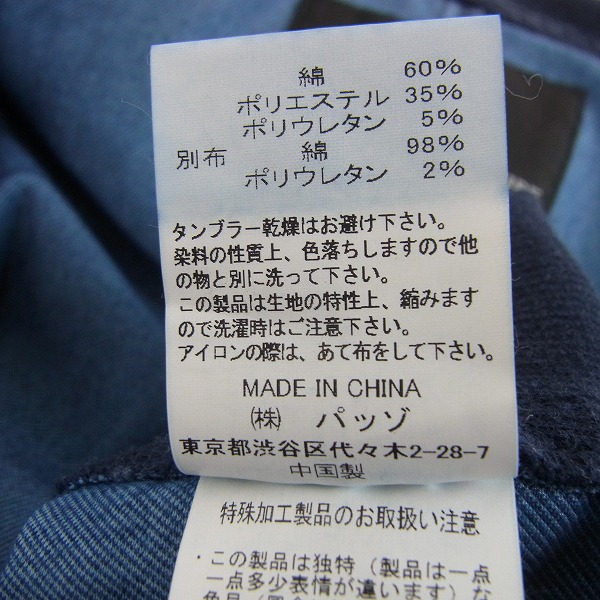 綿 60%
ポリエステル 35%
ポリウレタン 5%
別布 綿 98%
ポリウレタン 2%
タンブラー乾燥はお避け下さい。
染料の性質上、色落ちしますので他
の物と別に洗って下さい。
この製品は生地の特性上、縮みます
ので洗濯時はご注意下さい。
アイロンの際は、あて布をして下さい。
MADE IN CHINA
㈱ パッゾ
東京都渋谷区代々木2-28-7
中国製
特殊加工製品のお取扱い注意
・この製品は独特（製品は一点
一点多少表情が違います）な